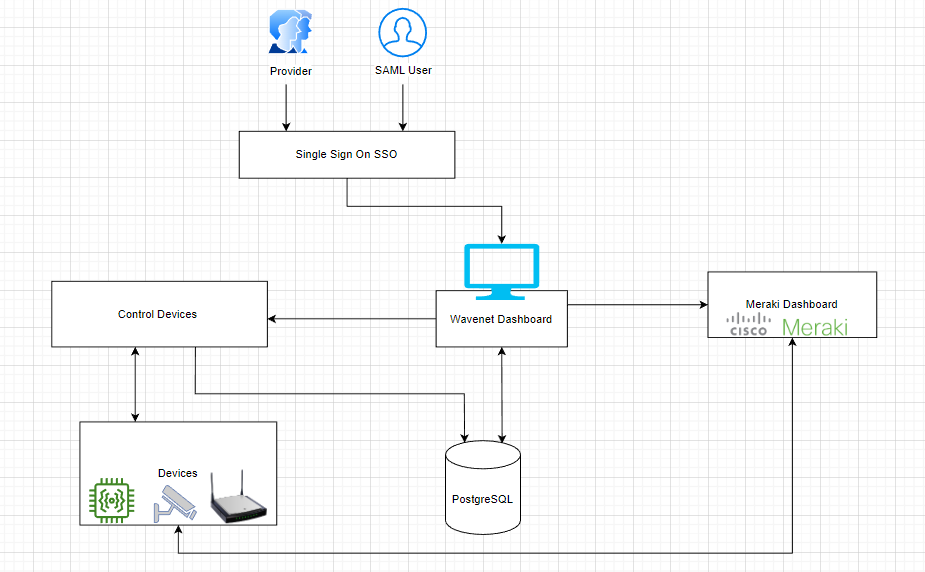 Provider
SAML User
Single Sign On SSO
Control Devices
Wavenet Dashboard
Meraki Dashboard
CISCO Meraki
Devices
PostgreSQL